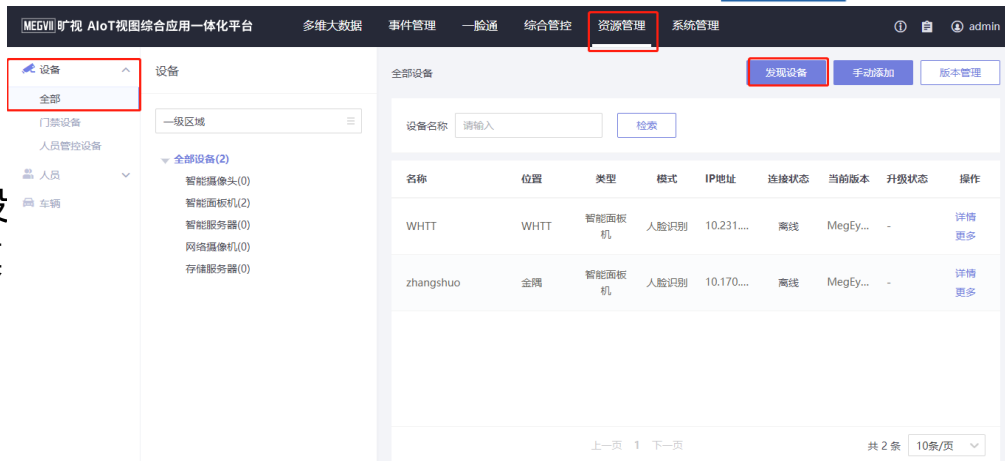 MEGVII 旷视 AIoT视图综合应用一体化平台 多维大数据 事件管理 一脸通 综合管控 资源管理 系统管理 admin
设备
全部
门禁设备
人员管控设备
人员
车辆
设备
一级区域
全部设备(2)
智能摄像头(0)
智能面板机(2)
智能服务器(0)
网络摄像机(0)
存储服务器(0)
全部设备 发现设备 手动添加 版本管理
设备名称 请输入 检索
名称 位置 类型 模式 IP地址 连接状态 当前版本 升级状态 操作
WHTT WHTT 智能面板机 人脸识别 10.231.... 离线 MegEy... - 详情 更多
zhangshuo 金隅 智能面板机 人脸识别 10.170.... 离线 MegEy... - 详情 更多
上一页 1 下一页 共 2 条 10条/页